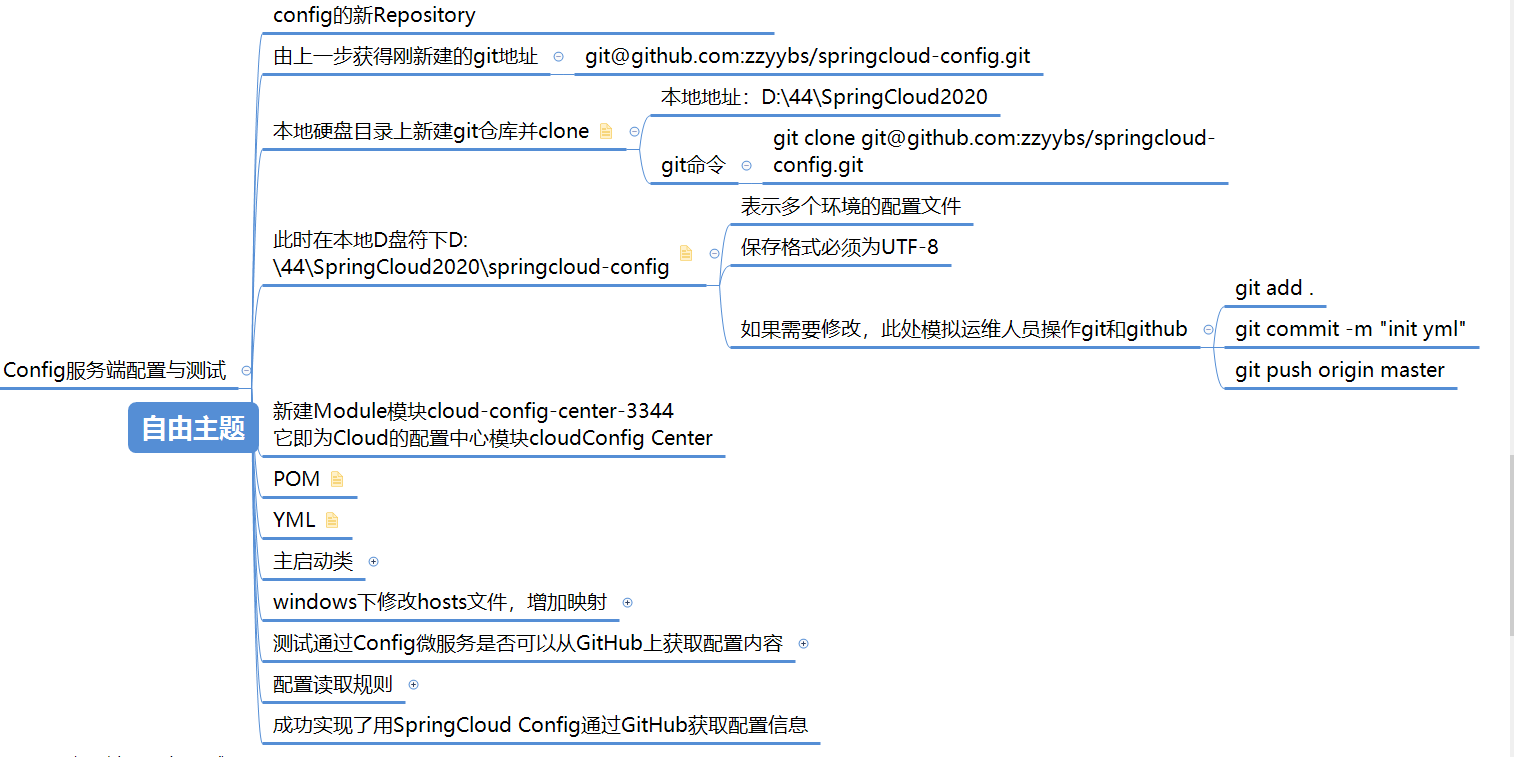 config的新Repository
由上一步获得刚新建的git地址
git@github.com:zzyybs/springcloud-config.git
本地硬盘目录上新建git仓库并clone
本地地址：D:\44\SpringCloud2020
git命令
git clone git@github.com:zzyybs/springcloud-
config.git
此时在本地D盘符下D:
\44\SpringCloud2020\springcloud-config
表示多个环境的配置文件
保存格式必须为UTF-8
如果需要修改，此处模拟运维人员操作git和github
git add .
git commit -m "init yml"
git push origin master
Config服务端配置与测试
自由主题
新建Module模块cloud-config-center-3344
它即为Cloud的配置中心模块cloudConfig Center
POM
YML
主启动类
windows下修改hosts文件，增加映射
测试通过Config微服务是否可以从GitHub上获取配置内容
配置读取规则
成功实现了用SpringCloud Config通过GitHub获取配置信息